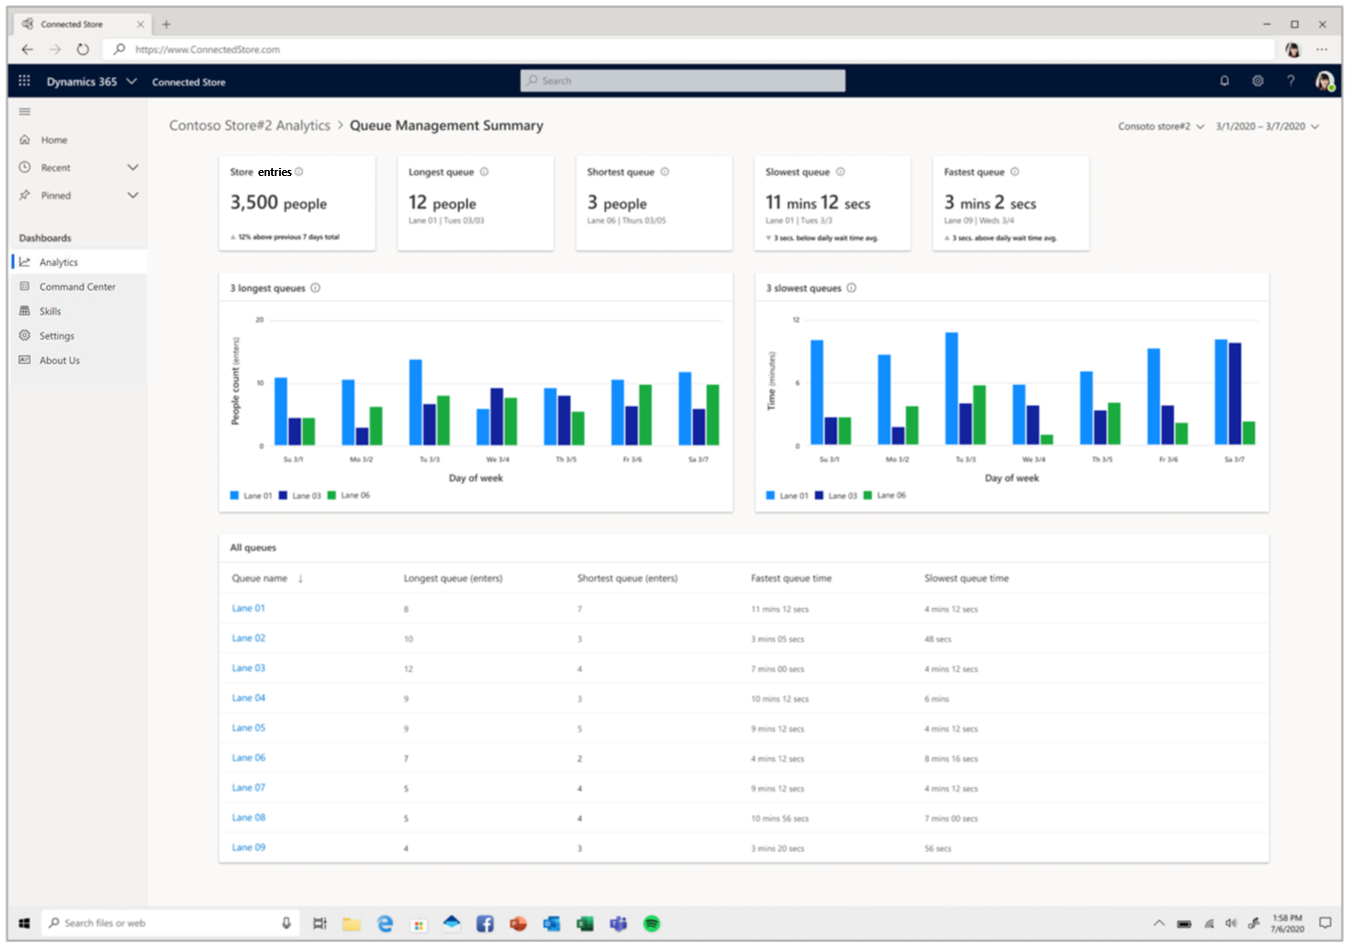 Connected Store
https://www.ConnectedStore.com
Dynamics 365
Connected Store
Search
Home
Recent
Pinned
Dashboards
Analytics
Command Center
Skills
Settings
About Us
Contoso Store#2 Analytics > Queue Management Summary
Consoto store#2
3/1/2020 – 3/7/2020
Store entries
3,500 people
12% above previous 7 days total
Longest queue
12 people
Lane 01 | Tues 03/03
Shortest queue
3 people
Lane 06 | Thurs 03/05
Slowest queue
11 mins 12 secs
Lane 01 | Tues 3/3
3 secs. below daily wait time avg.
Fastest queue
3 mins 2 secs
Lane 09 | Weds 3/4
3 secs. above daily wait time avg.
3 longest queues
People count (enters)
20
10
0
Su 3/1 Mo 3/2 Tu 3/3 We 3/4 Th 3/5 Fr 3/6 Sa 3/7
Day of week
Lane 01 Lane 03 Lane 06
3 slowest queues
Time (minutes)
12
6
0
Su 3/1 Mo 3/2 Tu 3/3 We 3/4 Th 3/5 Fr 3/6 Sa 3/7
Day of week
Lane 01 Lane 03 Lane 06
All queues
Queue name ↓ Longest queue (enters) Shortest queue (enters) Fastest queue time Slowest queue time
Lane 01 8 7 11 mins 12 secs 4 mins 12 secs
Lane 02 10 3 3 mins 05 secs 48 secs
Lane 03 12 4 7 mins 00 secs 4 mins 12 secs
Lane 04 9 3 10 mins 12 secs 6 mins
Lane 05 9 5 9 mins 12 secs 4 mins 12 secs
Lane 06 7 2 4 mins 12 secs 8 mins 16 secs
Lane 07 5 4 9 mins 12 secs 4 mins 12 secs
Lane 08 5 4 10 mins 56 secs 7 mins 00 secs
Lane 09 4 3 3 mins 20 secs 56 secs
Search files or web
1:58 PM
7/6/2020